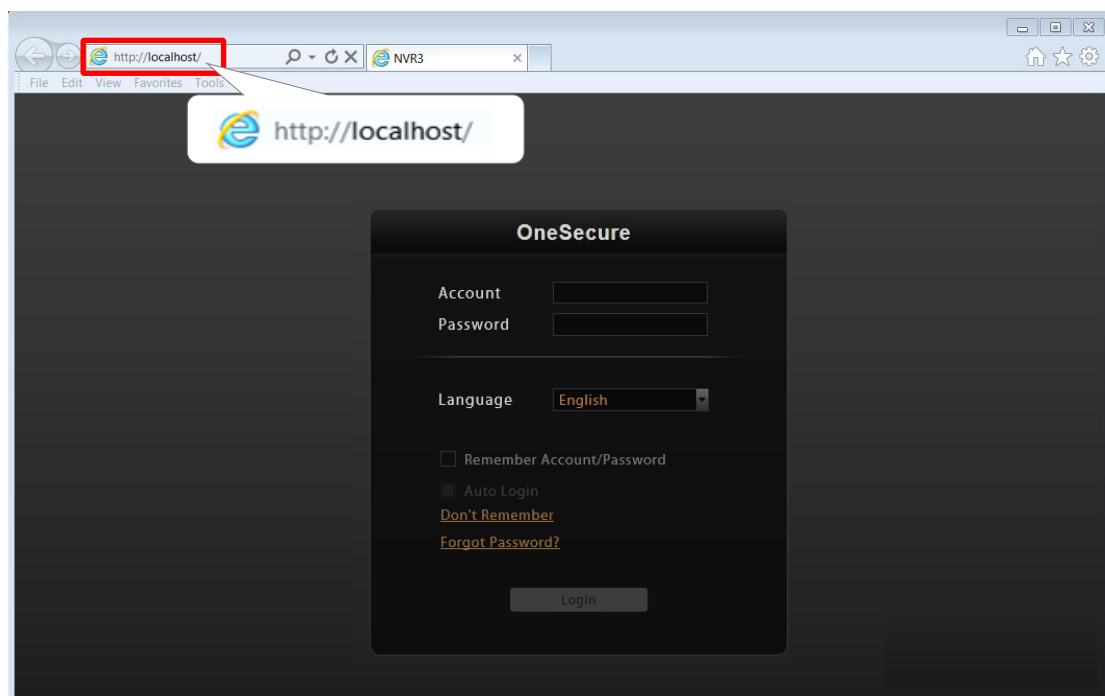 http://localhost/
NVR3
File Edit View Favorites Tools
http://localhost/
OneSecure
Account
Password
Language English
Remember Account/Password
Auto Login
Don't Remember
Forgot Password?
Login